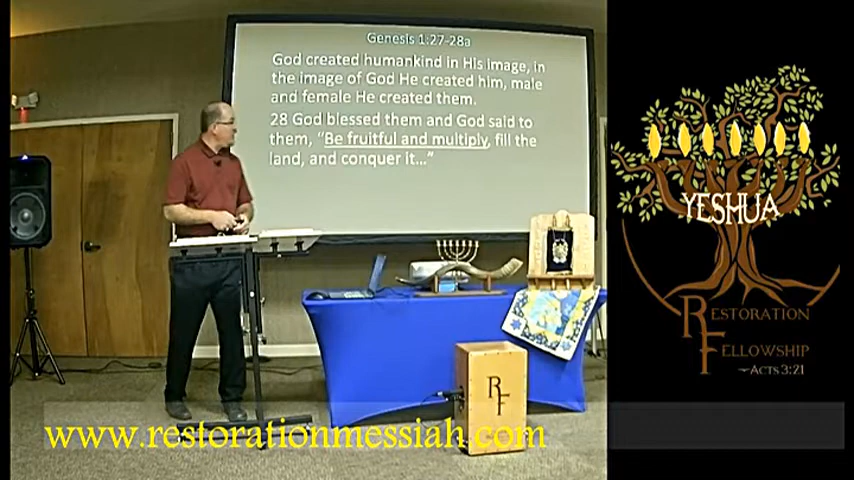 Genesis 1:27-28a
God created humankind in His image, in
the image of God He created him, male
and female He created them.
28 God blessed them and God said to
them, “Be fruitful and multiply, fill the
land, and conquer it...”
YESHUA
RESTORATION
FELLOWSHIP
~ACTS 3:21
RF
www.restorationmessiah.com